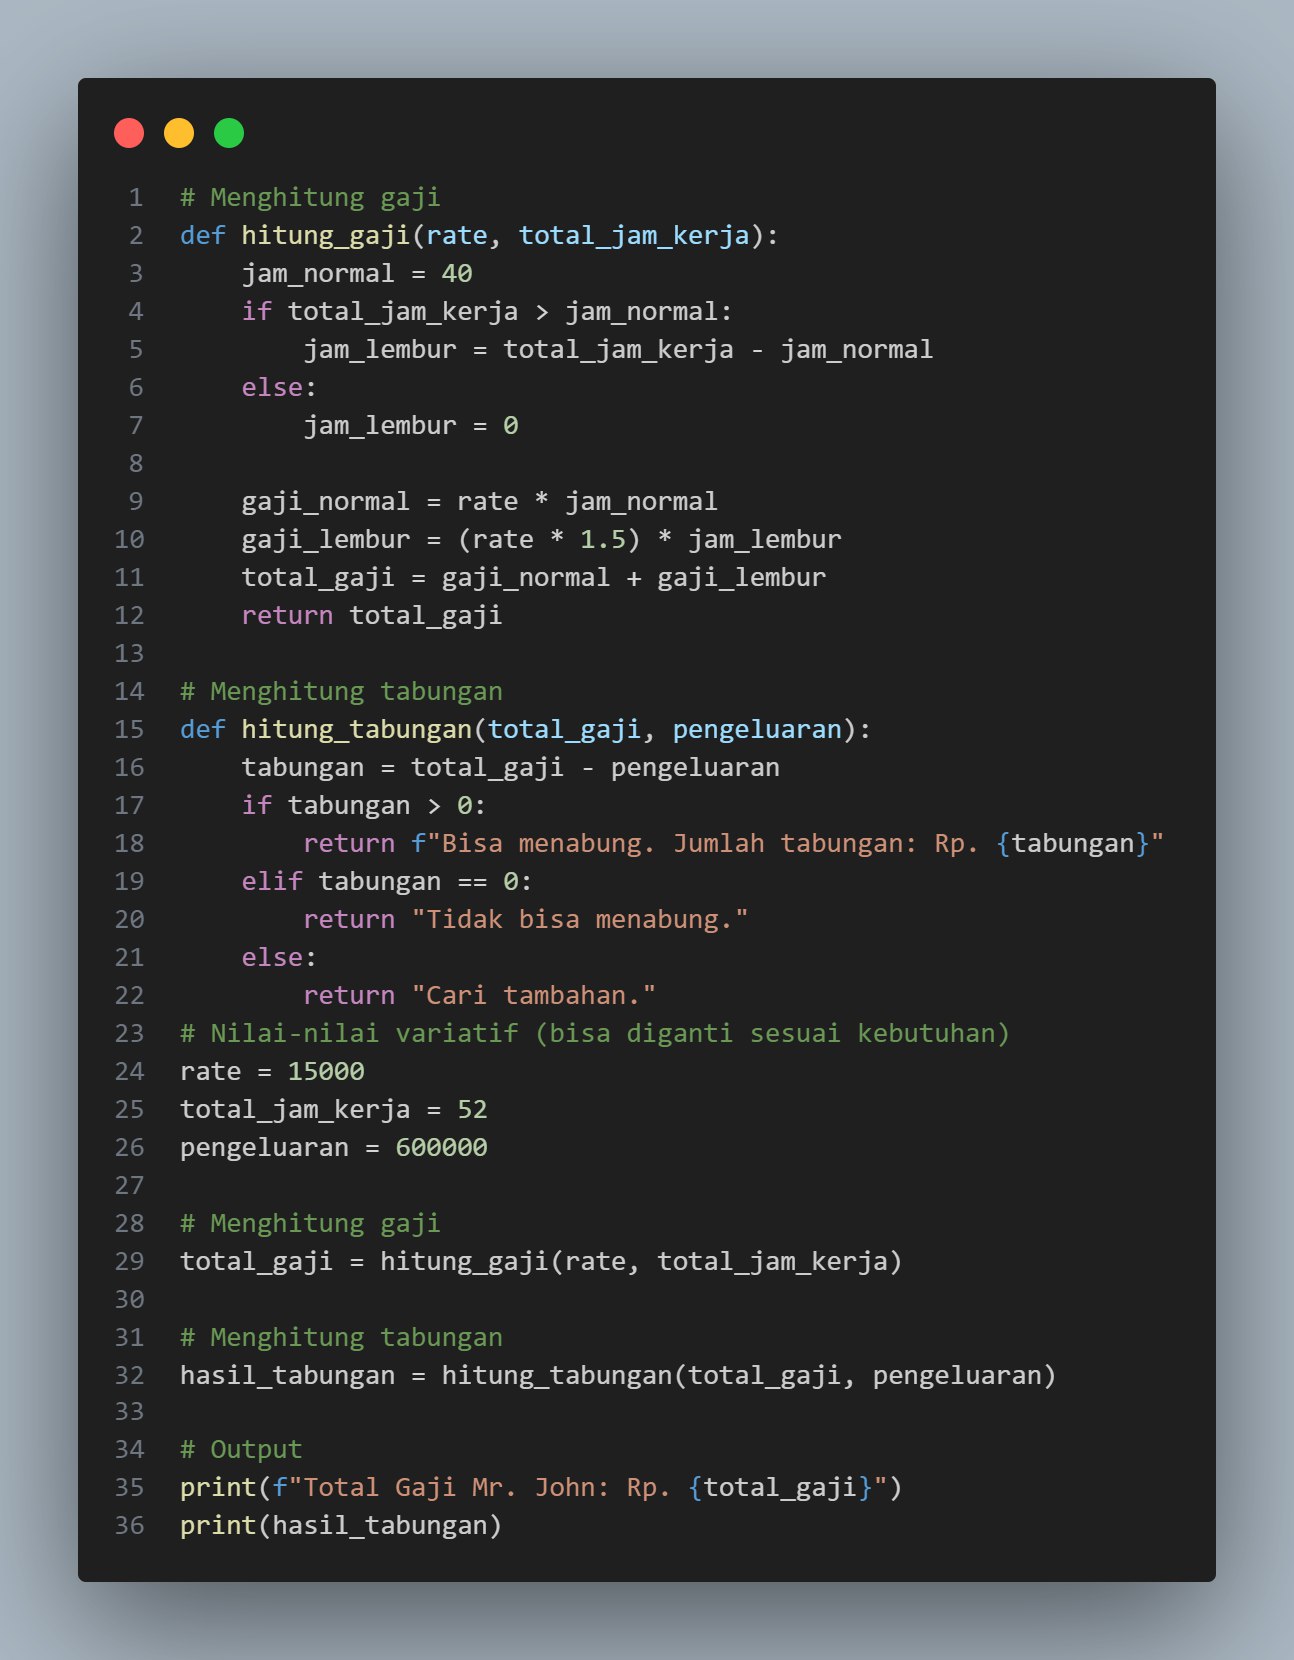 1 # Menghitung gaji
2 def hitung_gaji(rate, total_jam_kerja):
3     jam_normal = 40
4     if total_jam_kerja > jam_normal:
5         jam_lembur = total_jam_kerja - jam_normal
6     else:
7         jam_lembur = 0
8
9     gaji_normal = rate * jam_normal
10     gaji_lembur = (rate * 1.5) * jam_lembur
11     total_gaji = gaji_normal + gaji_lembur
12     return total_gaji
13
14 # Menghitung tabungan
15 def hitung_tabungan(total_gaji, pengeluaran):
16     tabungan = total_gaji - pengeluaran
17     if tabungan > 0:
18         return f"Bisa menabung. Jumlah tabungan: Rp. {tabungan}"
19     elif tabungan == 0:
20         return "Tidak bisa menabung."
21     else:
22         return "Cari tambahan."
23 # Nilai-nilai variatif (bisa diganti sesuai kebutuhan)
24 rate = 15000
25 total_jam_kerja = 52
26 pengeluaran = 600000
27
28 # Menghitung gaji
29 total_gaji = hitung_gaji(rate, total_jam_kerja)
30
31 # Menghitung tabungan
32 hasil_tabungan = hitung_tabungan(total_gaji, pengeluaran)
33
34 # Output
35 print(f"Total Gaji Mr. John: Rp. {total_gaji}")
36 print(hasil_tabungan)